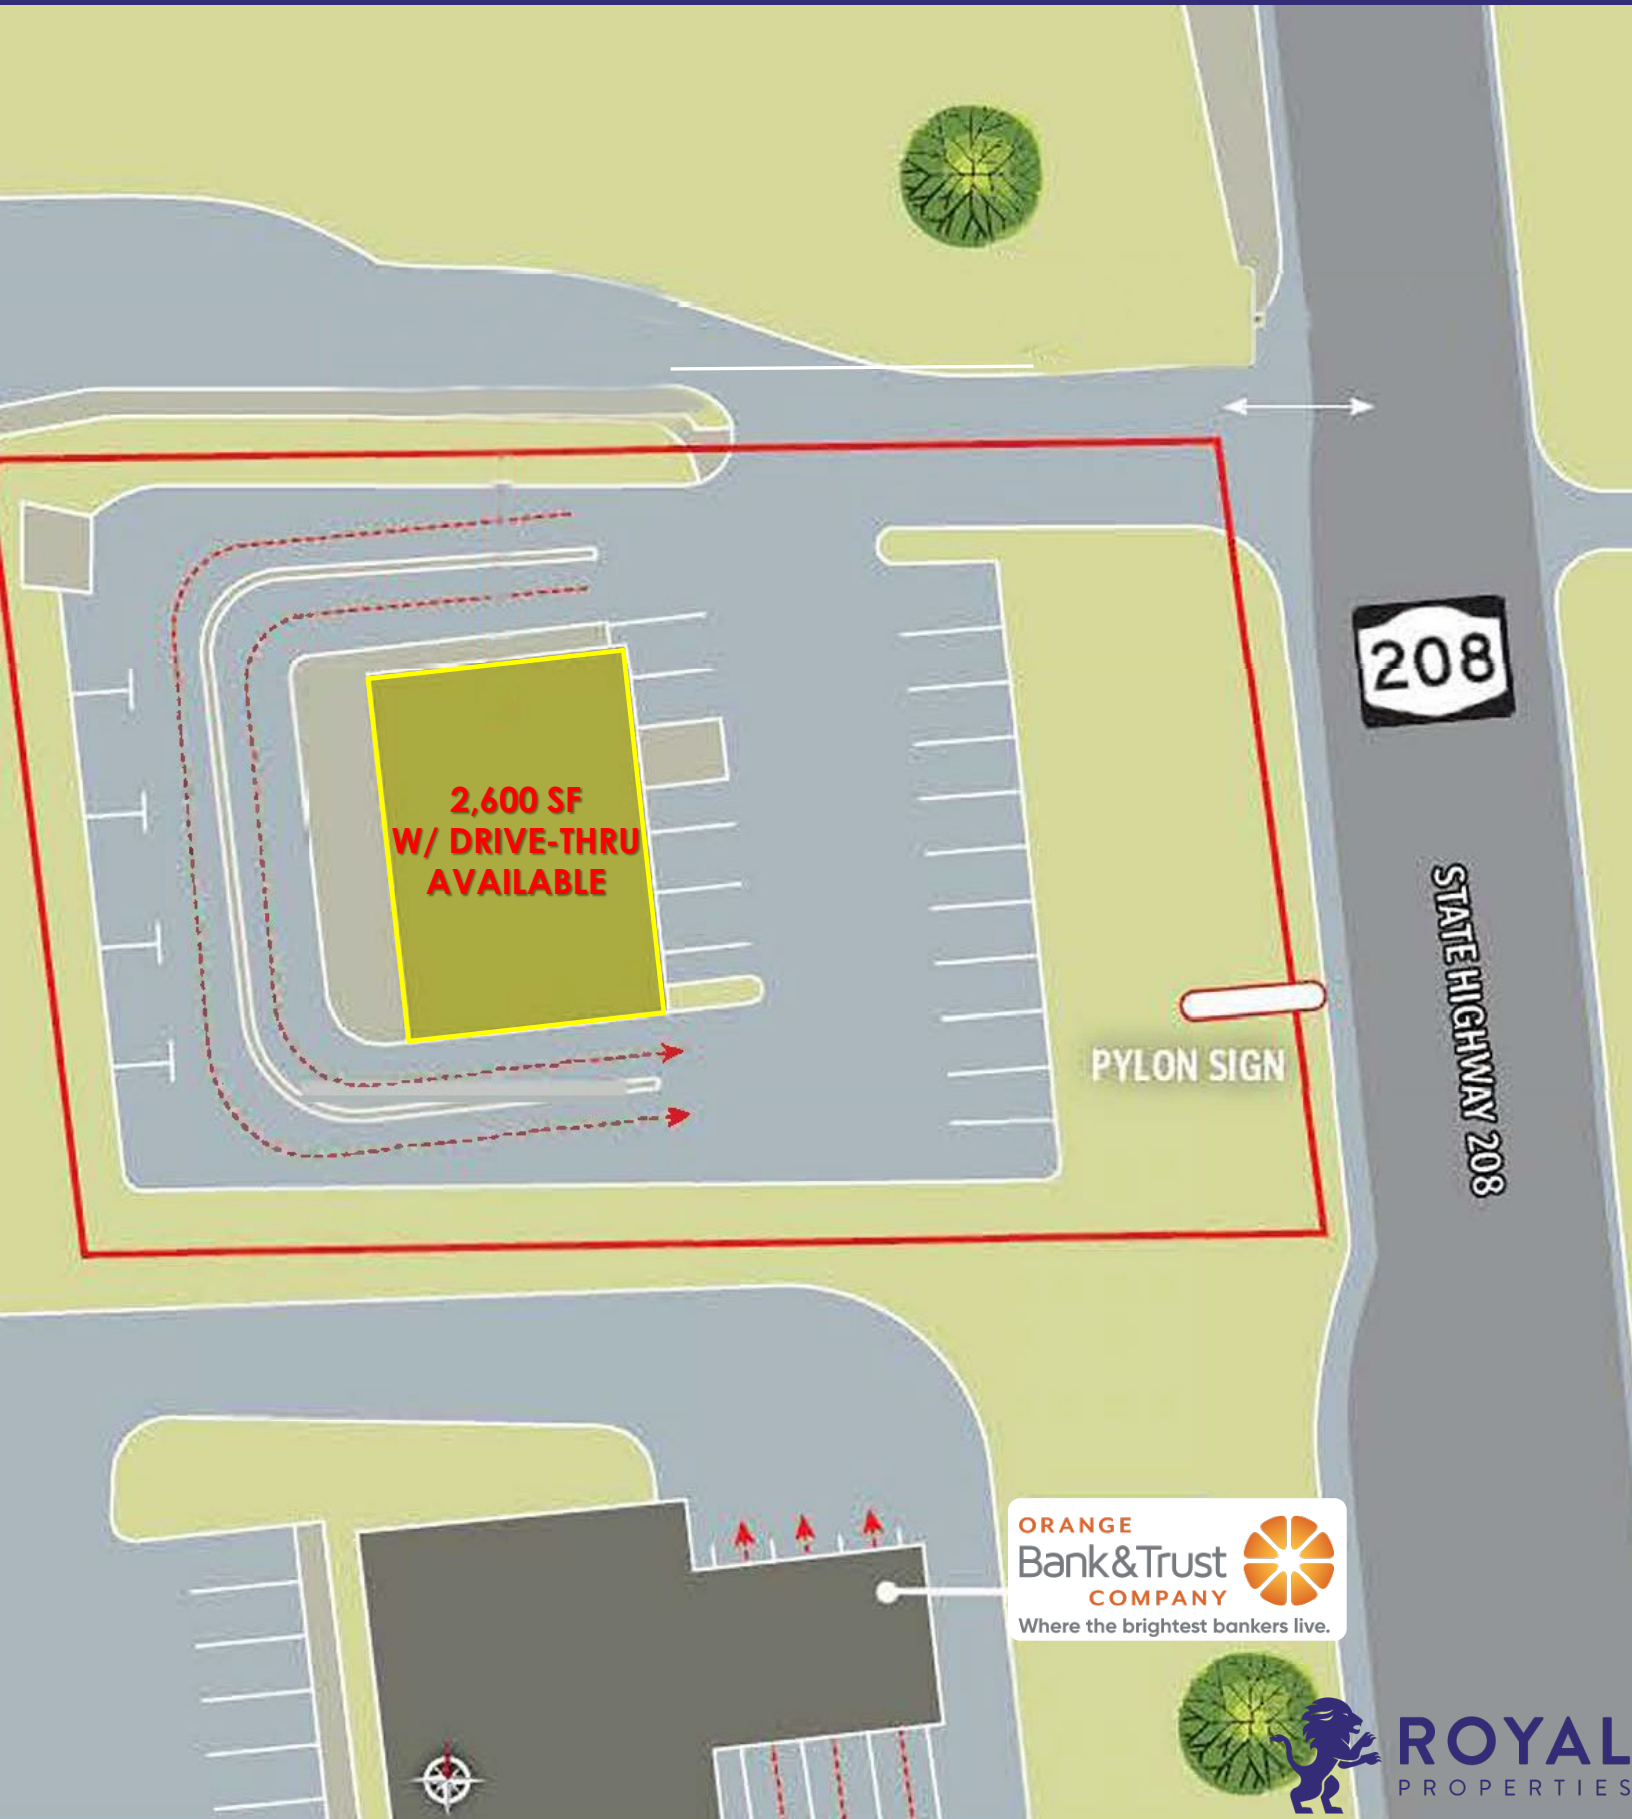 208
2,600 SF
W/ DRIVE-THRU
AVAILABLE
STATE HIGHWAY 208
PYLON SIGN
ORANGE
Bank&Trust
COMPANY
Where the brightest bankers live.
ROYAL
PROPERTIES